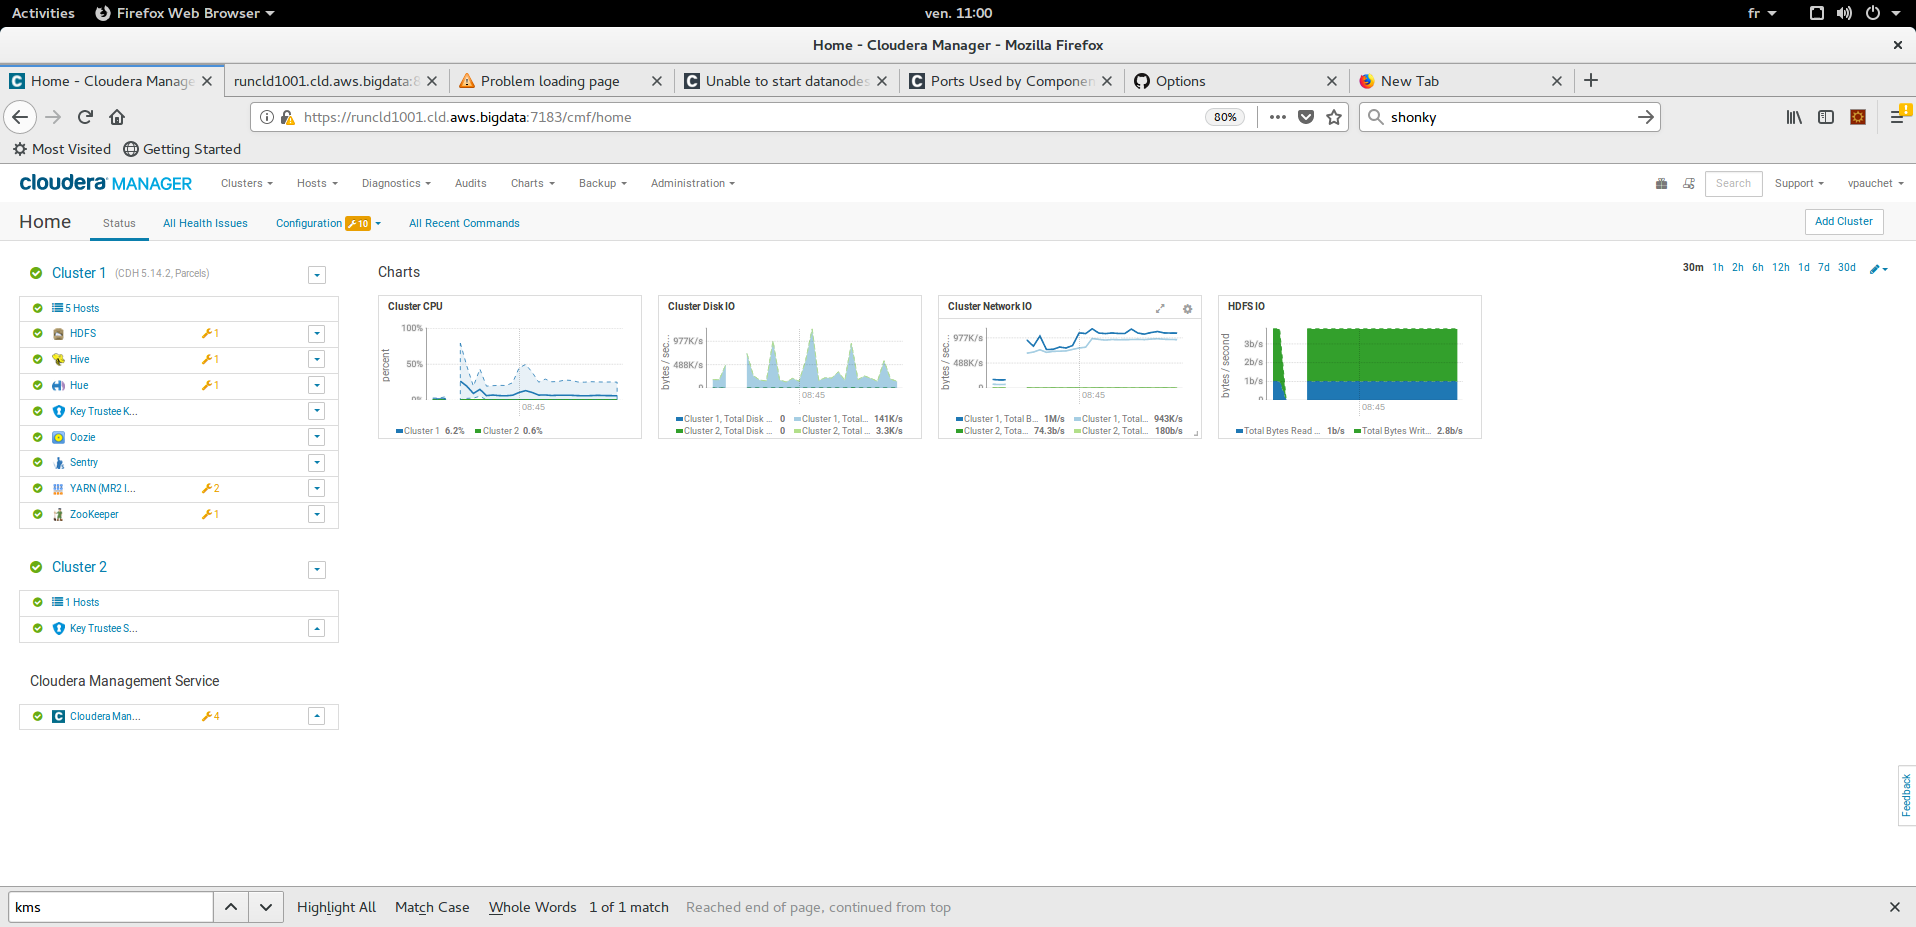 Activities Firefox Web Browser ven. 11:00 fr
Home - Cloudera Manager - Mozilla Firefox
Home - Cloudera Manage runcld1001.cld.aws.bigdata:8 Problem loading page Unable to start datanodes Ports Used by Componen Options New Tab
https://runcld1001.cld.aws.bigdata:7183/cmf/home 80% shonky
Most Visited Getting Started
cloudera MANAGER Clusters Hosts Diagnostics Audits Charts Backup Administration Search Support vpauchet
Home Status All Health Issues Configuration 10 All Recent Commands Add Cluster
Cluster 1 (CDH 5.14.2, Parcels)
5 Hosts
HDFS 1
Hive 1
Hue 1
Key Trustee K...
Oozie
Sentry
YARN (MR2 I... 2
ZooKeeper 1
Cluster 2
1 Hosts
Key Trustee S...
Cloudera Management Service
Cloudera Man... 4
Charts 30m 1h 2h 6h 12h 1d 7d 30d
Cluster CPU
percent
100%
50%
0%
08:45
Cluster 1 6.2% Cluster 2 0.6%
Cluster Disk IO
bytes / sec...
977K/s
488K/s
0
08:45
Cluster 1, Total Disk ... 0 Cluster 1, Total... 141K/s
Cluster 2, Total Disk ... 0 Cluster 2, Total ... 3.3K/s
Cluster Network IO
bytes / sec...
977K/s
488K/s
0
08:45
Cluster 1, Total B... 1M/s Cluster 1, Total... 943K/s
Cluster 2, Tota... 74.3b/s Cluster 2, Total... 180b/s
HDFS IO
bytes / second
3b/s
2b/s
1b/s
0
08:45
Total Bytes Read ... 1b/s Total Bytes Writ... 2.8b/s
Feedback
kms Highlight All Match Case Whole Words 1 of 1 match Reached end of page, continued from top